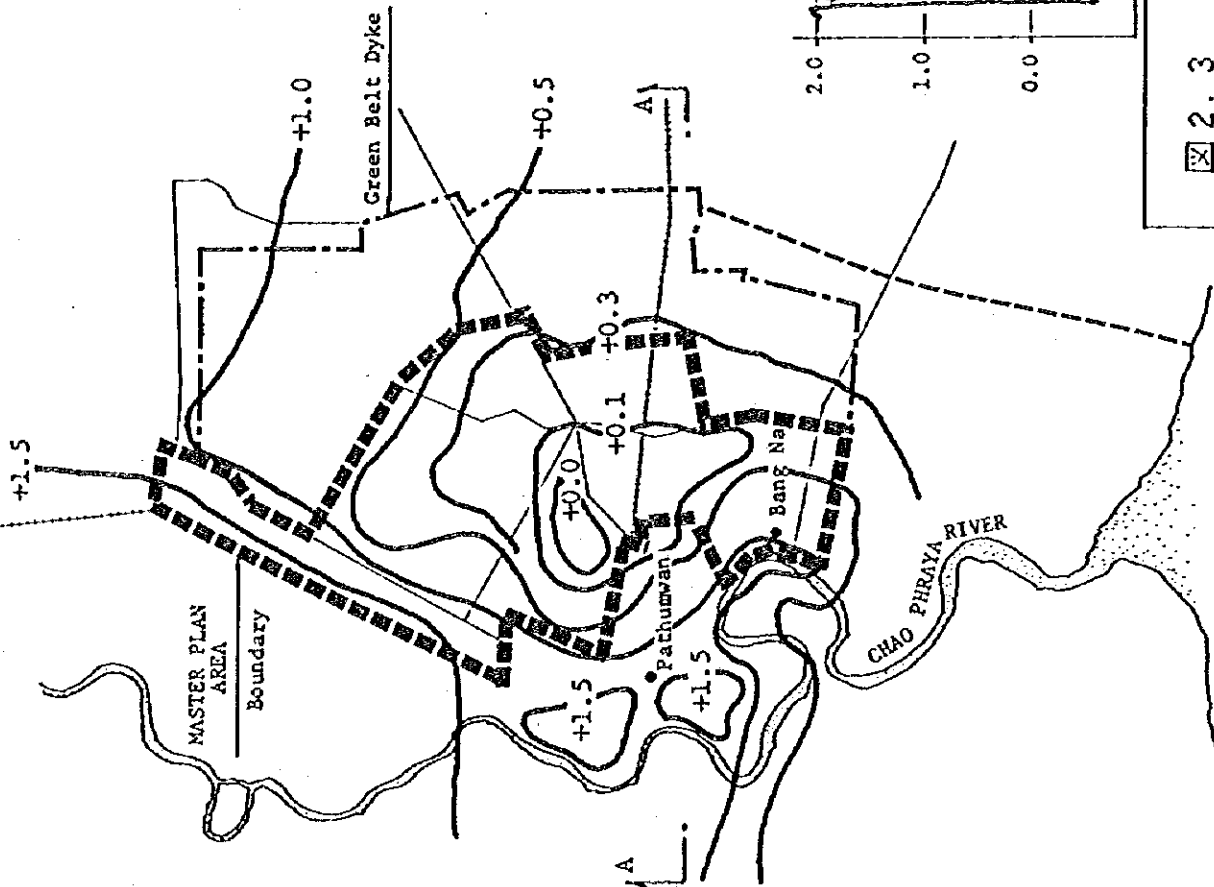 +1.5
+1.0
Green Belt Dyke
+0.5
MASTER PLAN
AREA
Boundary
A
+0.3
+0.1
+0.0
Bang Na
Pathumwan
+1.5
+1.5
A
CHAO PHRAYA RIVER
2.0
1.0
0.0
図 2. 3